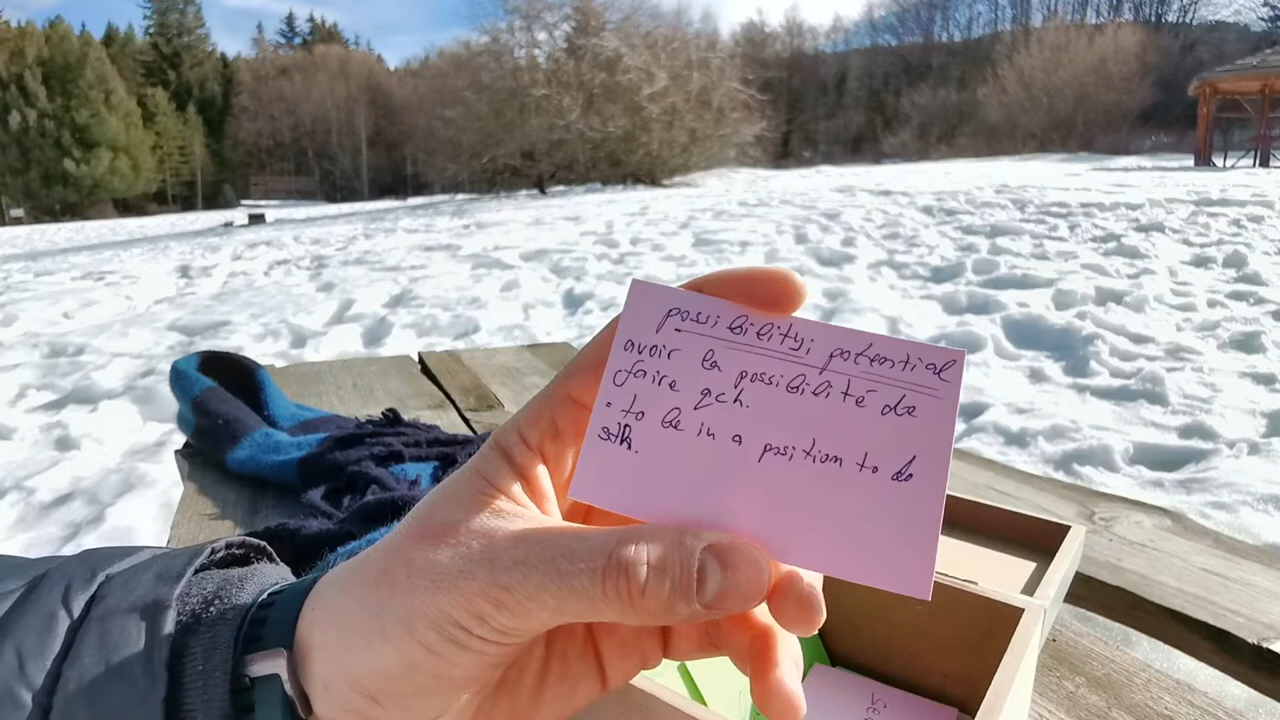 possibility; potential
avoir la possibilité de
faire qch.
· to be in a position to do
sth.